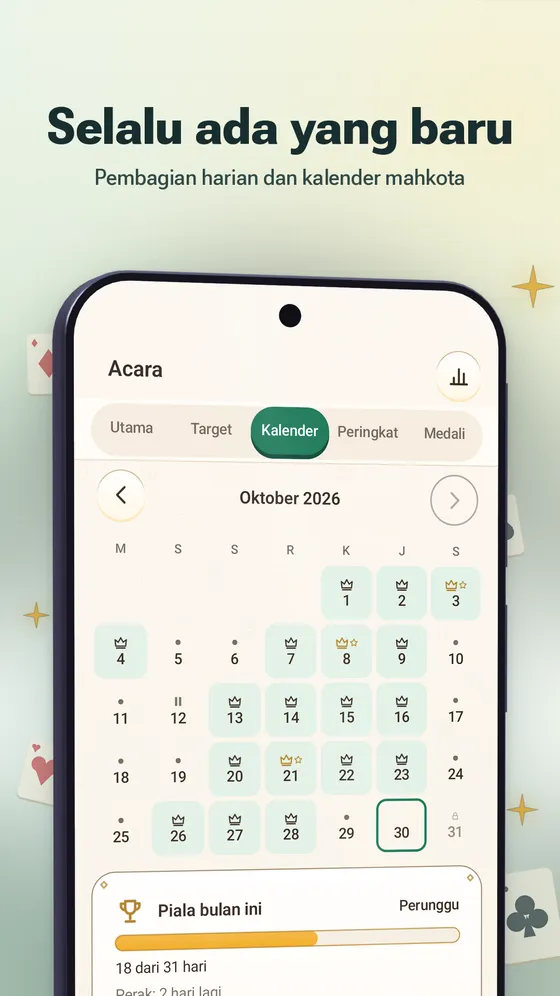 Selalu ada yang baru
Pembagian harian dan kalender mahkota
Acara
Utama Target Kalender Peringkat Medali
Oktober 2026
M S S R K J S
1 2 3
4 5 6 7 8 9 10
11 12 13 14 15 16 17
18 19 20 21 22 23 24
25 26 27 28 29 30 31
Piala bulan ini Perunggu
18 dari 31 hari
Perak: 2 hari lagi